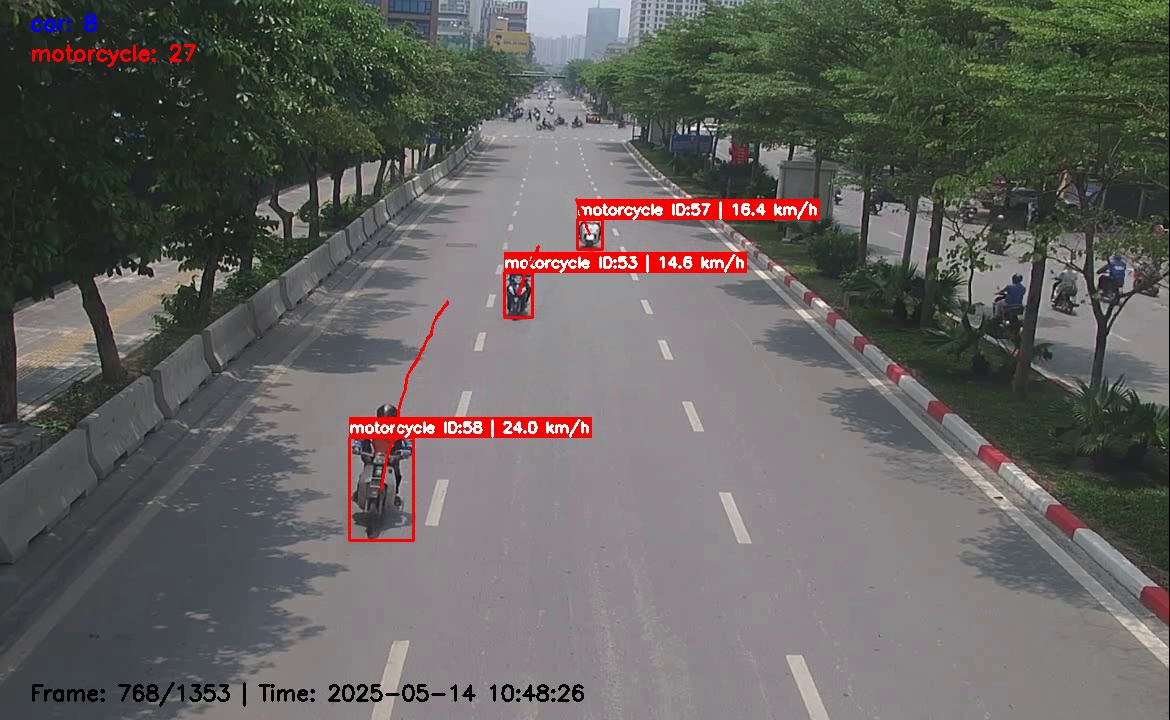 car: 8
motorcycle: 27
motorcycle ID:57 | 16.4 km/h
motorcycle ID:53 | 14.6 km/h
motorcycle ID:58 | 24.0 km/h
Frame: 768/1353 | Time: 2025-05-14 10:48:26